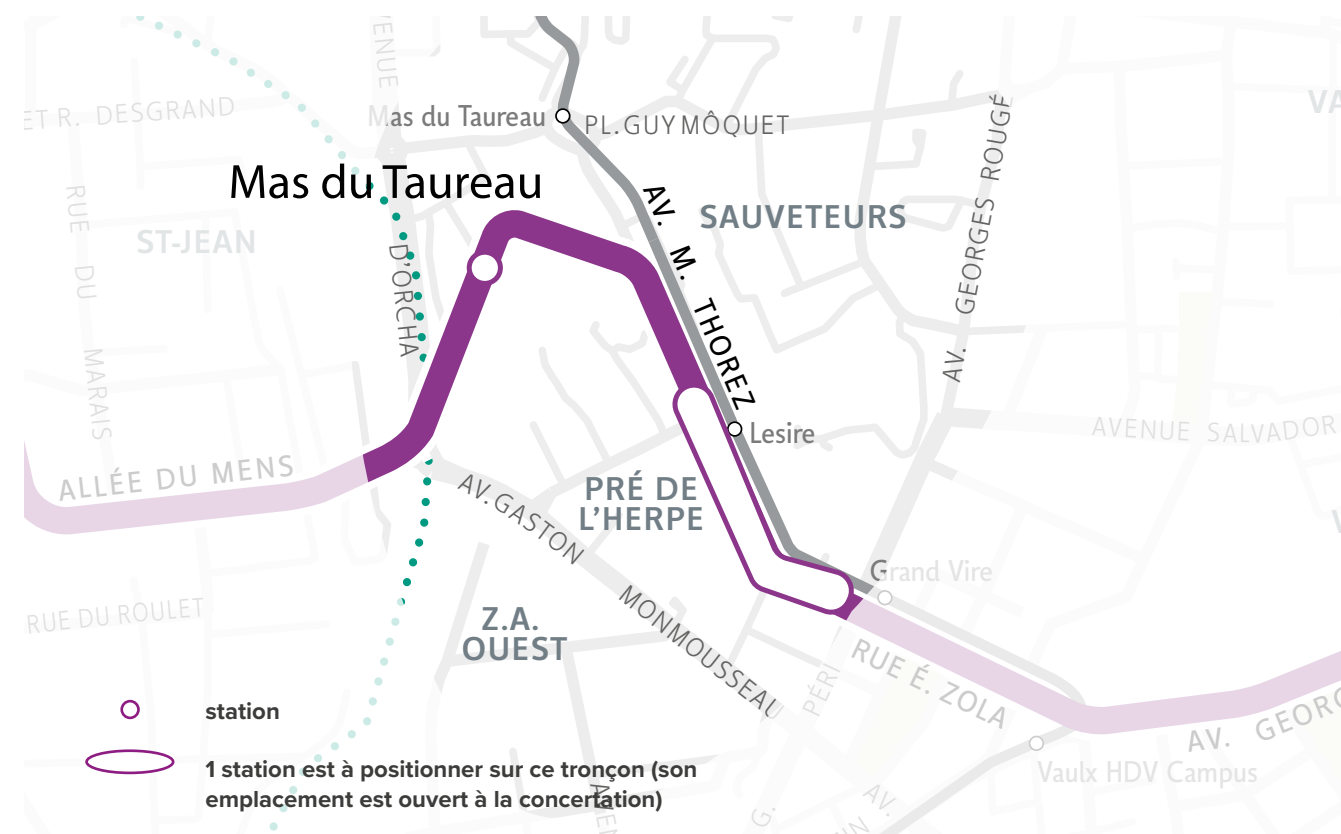 ENUE
ET R. DESGRAND
Mas du Taureau
PL. GUY MÔQUET
VA
Mas du Taureau
AV. GEORGES ROUGÉ
RUE DU MARAIS
ST-JEAN
D'ORCHA
AV. M. THOREZ
SAUVETEURS
AVENUE SALVADOR
Lesire
ALLÉE DU MENS
PRÉ DE
L'HERPE
AV. GASTON MONMOUSSEAU
Grand Vire
RUE DU ROULET
Z.A.
OUEST
PÉRI
RUE É. ZOLA
AV. GEORG
Vaulx HDV Campus
station
1 station est à positionner sur ce tronçon (son
emplacement est ouvert à la concertation)
G.
AV.